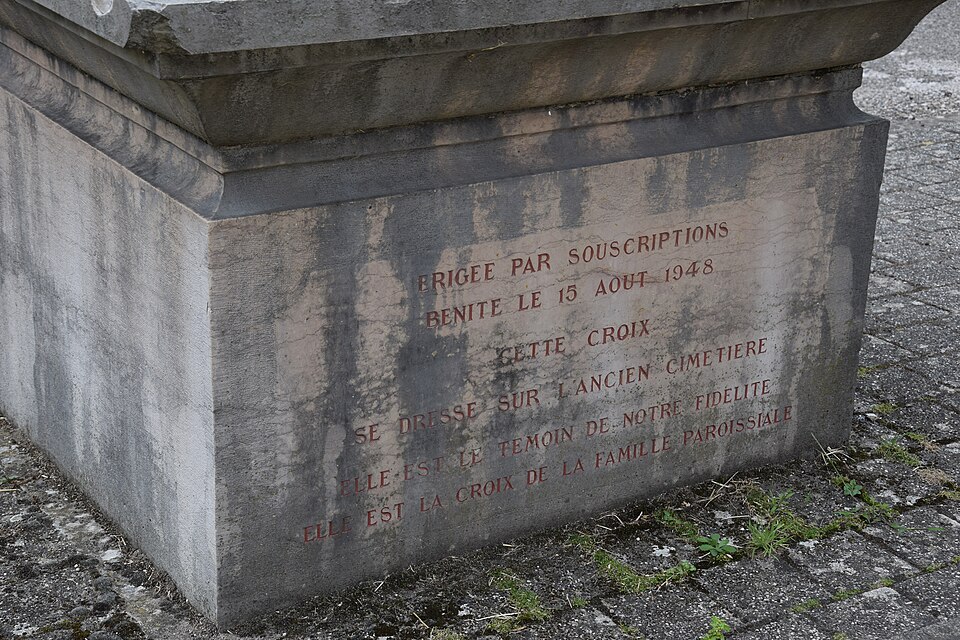 ERIGEE PAR SOUSCRIPTIONS
BENITE LE 15 AOUT 1948
CETTE CROIX
SE DRESSE SUR L'ANCIEN CIMETIERE
ELLE EST LE TEMOIN DE NOTRE FIDELITE
ELLE EST LA CROIX DE LA FAMILLE PAROISSIALE